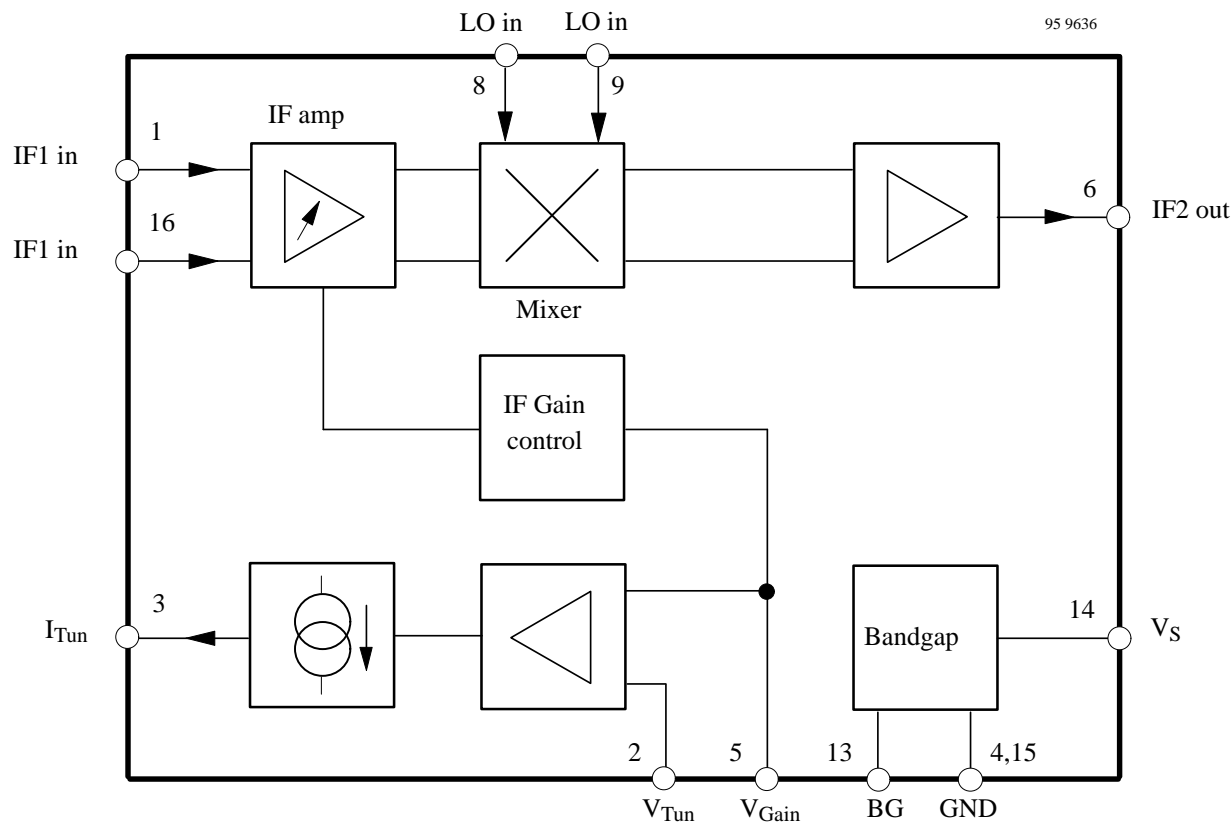 LO in
LO in
95 9636
8
9
IF amp
1
IF1 in
6
IF2 out
16
IF1 in
Mixer
IF Gain
control
3
ITun
14
VS
Bandgap
2
5
13
4,15
VTun
VGain
BG
GND